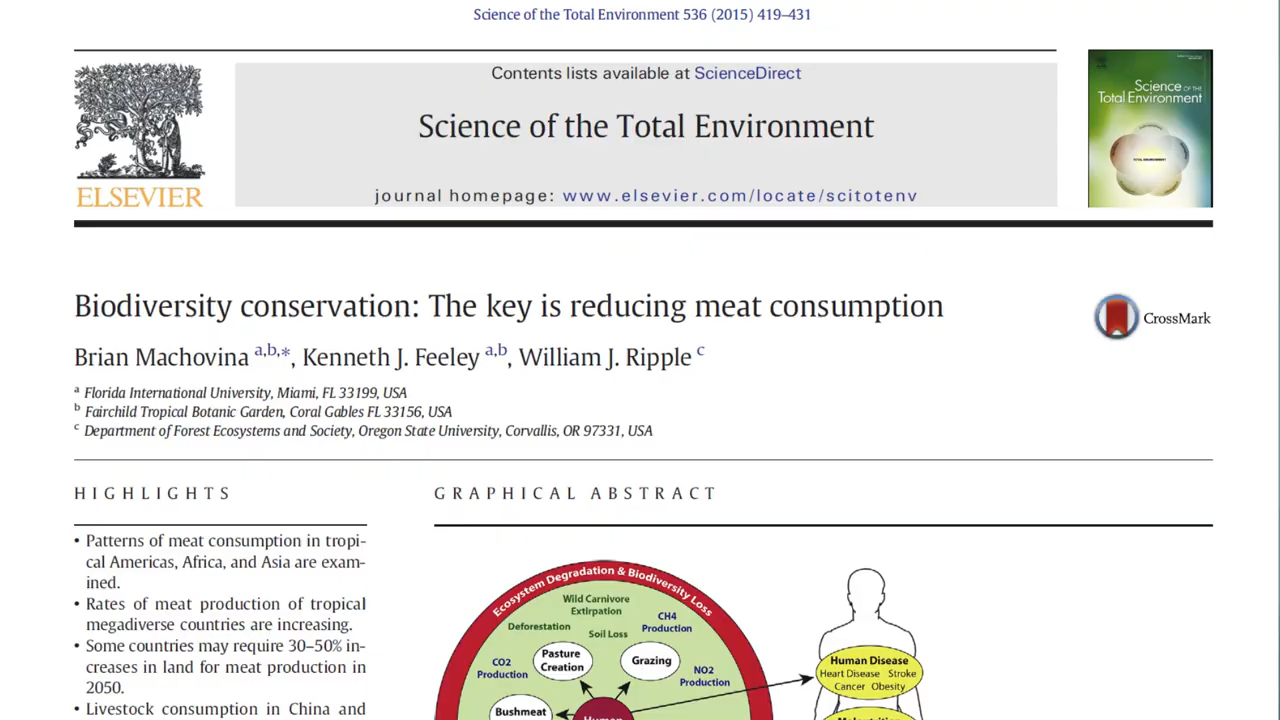 Science of the Total Environment 536 (2015) 419–431
Contents lists available at ScienceDirect
Science of the Total Environment
journal homepage: www.elsevier.com/locate/scitotenv
ELSEVIER
Science OF THE
Total Environment
TOTAL ENVIRONMENT
Biodiversity conservation: The key is reducing meat consumption
CrossMark
Brian Machovina a,b,*, Kenneth J. Feeley a,b, William J. Ripple c
a Florida International University, Miami, FL 33199, USA
b Fairchild Tropical Botanic Garden, Coral Gables FL 33156, USA
c Department of Forest Ecosystems and Society, Oregon State University, Corvallis, OR 97331, USA
HIGHLIGHTS
• Patterns of meat consumption in tropi-
cal Americas, Africa, and Asia are exam-
ined.
• Rates of meat production of tropical
megadiverse countries are increasing.
• Some countries may require 30–50% in-
creases in land for meat production in
2050.
• Livestock consumption in China and
GRAPHICAL ABSTRACT
Ecosystem Degradation & Biodiversity Loss
Wild Carnivore
Extirpation
Deforestation
Soil Loss
CH4
Production
CO2
Production
Pasture
Creation
Grazing
NO2
Production
Bushmeat
Human
Human Disease
Heart Disease Stroke
Cancer Obesity
Malnutrition